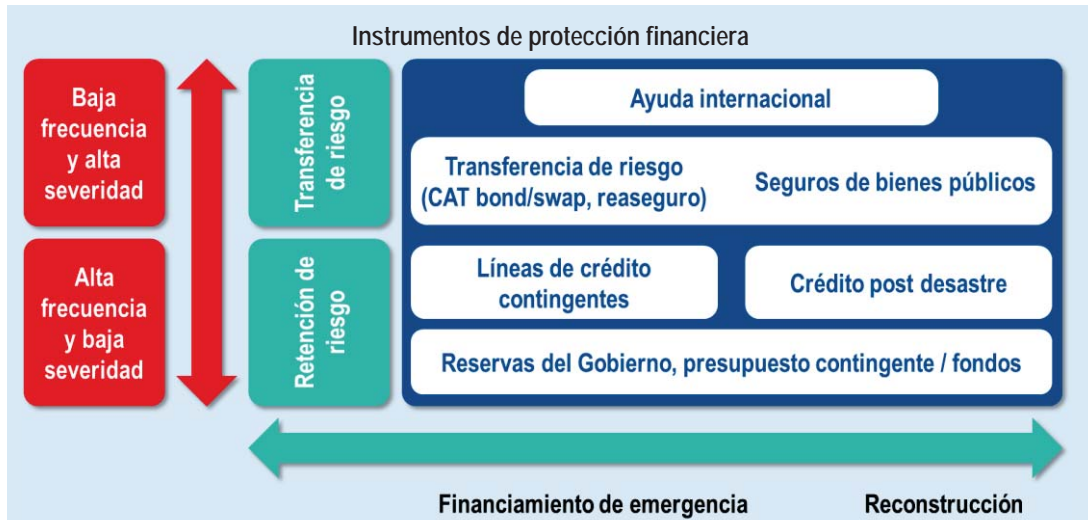 Instrumentos de protección financiera
Baja
frecuencia
y alta
severidad
Transferencia
de riesgo
Ayuda internacional
Transferencia de riesgo
(CAT bond/swap, reaseguro)
Seguros de bienes públicos
Alta
frecuencia
y baja
severidad
Retención de
riesgo
Líneas de crédito
contingentes
Crédito post desastre
Reservas del Gobierno, presupuesto contingente / fondos
Financiamiento de emergencia
Reconstrucción